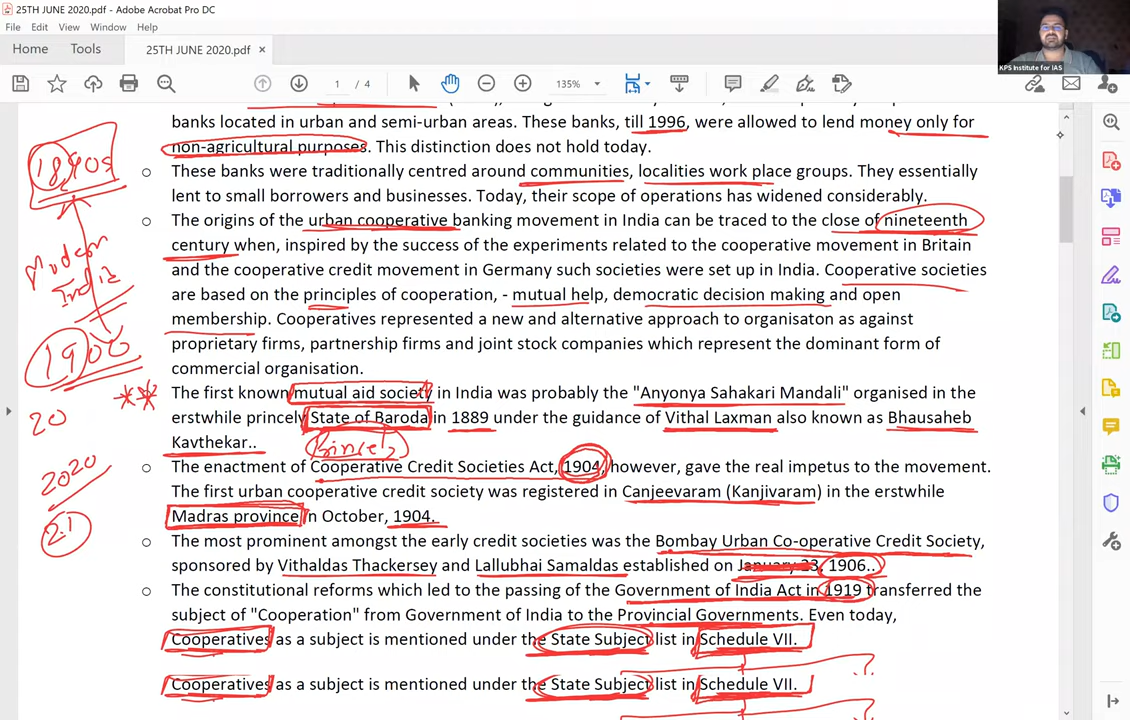 25TH JUNE 2020.pdf - Adobe Acrobat Pro DC
File Edit View Window Help
Home Tools 25TH JUNE 2020.pdf ×
1 / 4 135%
KPS Institute for IAS
banks located in urban and semi-urban areas. These banks, till 1996, were allowed to lend money only for
non-agricultural purposes. This distinction does not hold today.
These banks were traditionally centred around communities, localities work place groups. They essentially
lent to small borrowers and businesses. Today, their scope of operations has widened considerably.
The origins of the urban cooperative banking movement in India can be traced to the close of nineteenth
century when, inspired by the success of the experiments related to the cooperative movement in Britain
and the cooperative credit movement in Germany such societies were set up in India. Cooperative societies
are based on the principles of cooperation, - mutual help, democratic decision making and open
membership. Cooperatives represented a new and alternative approach to organisaton as against
proprietary firms, partnership firms and joint stock companies which represent the dominant form of
commercial organisation.
The first known mutual aid society in India was probably the "Anyonya Sahakari Mandali" organised in the
erstwhile princely State of Baroda in 1889 under the guidance of Vithal Laxman also known as Bhausaheb
Kavthekar..
The enactment of Cooperative Credit Societies Act, 1904, however, gave the real impetus to the movement.
The first urban cooperative credit society was registered in Canjeevaram (Kanjivaram) in the erstwhile
Madras province in October, 1904.
The most prominent amongst the early credit societies was the Bombay Urban Co-operative Credit Society,
sponsored by Vithaldas Thackersey and Lallubhai Samaldas established on January 23, 1906..
The constitutional reforms which led to the passing of the Government of India Act in 1919 transferred the
subject of "Cooperation" from Government of India to the Provincial Governments. Even today,
Cooperatives as a subject is mentioned under the State Subject list in Schedule VII.
Cooperatives as a subject is mentioned under the State Subject list in Schedule VII.
Modern
India
1900
20
2020
21